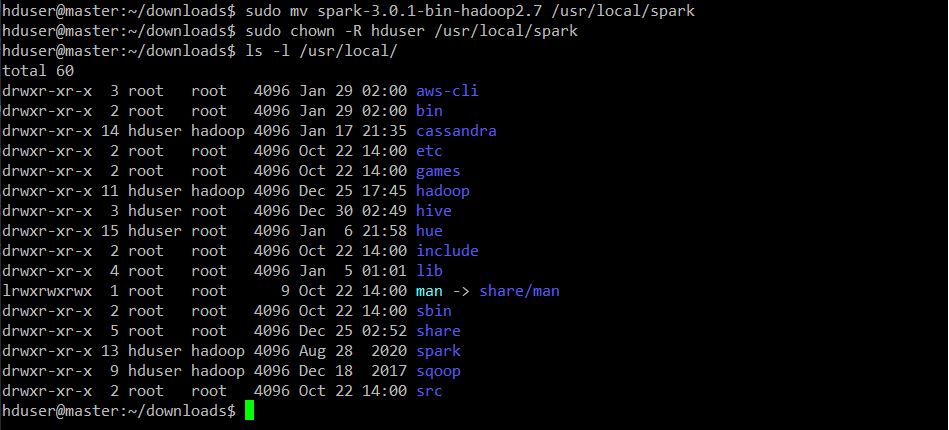 hduser@master:~/downloads$ sudo mv spark-3.0.1-bin-hadoop2.7 /usr/local/spark
hduser@master:~/downloads$ sudo chown -R hduser /usr/local/spark
hduser@master:~/downloads$ ls -l /usr/local/
total 60
drwxr-xr-x  3 root   root   4096 Jan 29 02:00 aws-cli
drwxr-xr-x  2 root   root   4096 Jan 29 02:00 bin
drwxr-xr-x 14 hduser hadoop 4096 Jan 17 21:35 cassandra
drwxr-xr-x  2 root   root   4096 Oct 22 14:00 etc
drwxr-xr-x  2 root   root   4096 Oct 22 14:00 games
drwxr-xr-x 11 hduser hadoop 4096 Dec 25 17:45 hadoop
drwxr-xr-x  3 hduser root   4096 Dec 30 02:49 hive
drwxr-xr-x 15 hduser root   4096 Jan  6 21:58 hue
drwxr-xr-x  2 root   root   4096 Oct 22 14:00 include
drwxr-xr-x  4 root   root   4096 Jan  5 01:01 lib
lrwxrwxrwx  1 root   root      9 Oct 22 14:00 man -> share/man
drwxr-xr-x  2 root   root   4096 Oct 22 14:00 sbin
drwxr-xr-x  5 root   root   4096 Dec 25 02:52 share
drwxr-xr-x 13 hduser hadoop 4096 Aug 28  2020 spark
drwxr-xr-x  9 hduser hadoop 4096 Dec 18  2017 sqoop
drwxr-xr-x  2 root   root   4096 Oct 22 14:00 src
hduser@master:~/downloads$